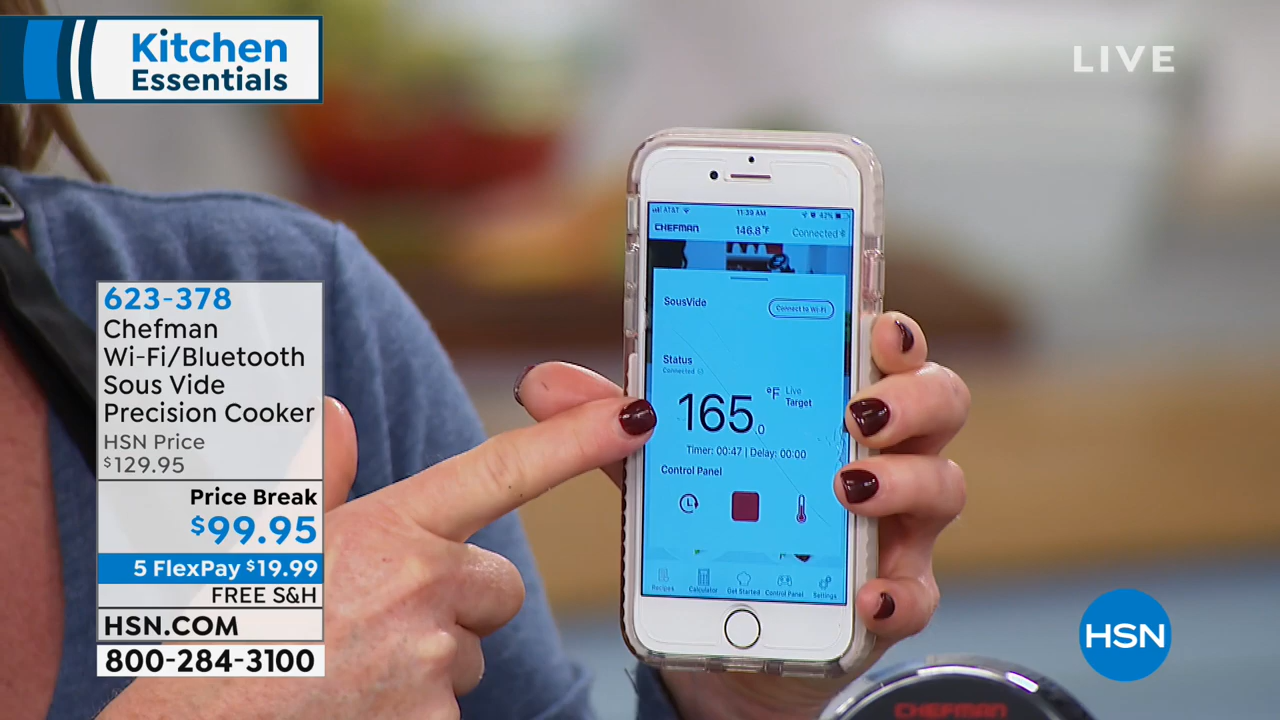 Kitchen
Essentials
LIVE
623-378
Chefman
Wi-Fi/Bluetooth
Sous Vide
Precision Cooker
HSN Price
$129.95
Price Break
$99.95
5 FlexPay $19.99
FREE S&H
HSN.COM
800-284-3100
AT&T 11:39 AM 42%
CHEFMAN 146.8°F Connected
SousVide Connect to Wi-Fi
Status
Connected
165.0 °F Live
Target
Timer: 00:47 | Delay: 00:00
Control Panel
Recipes Calculator Get Started Control Panel Settings
HSN
CHEFMAN